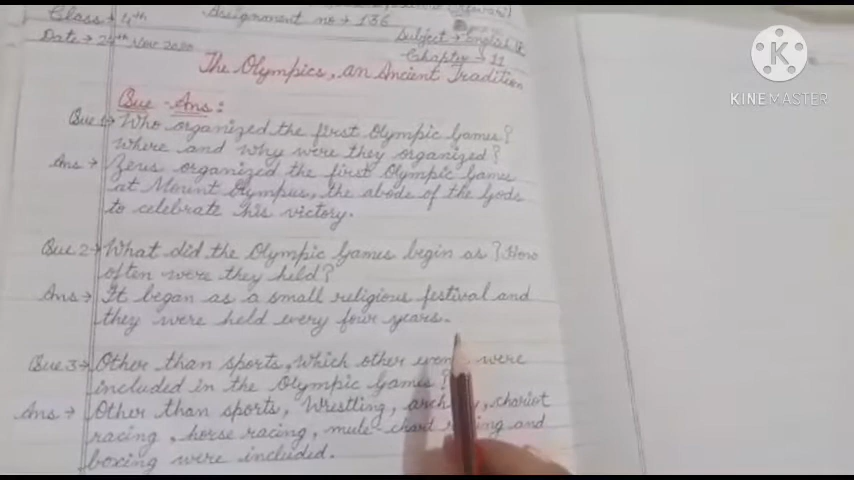 Class → 4th
Assignment no → 136
Date → 24th Nov 2020
Subject → English
Chapter → 11
The Olympics, an Ancient Tradition
Que - Ans :
Que 1 → Who organized the first Olympic Games?
Where and why were they organized?
Ans → Zeus organized the first Olympic Games
at Mount Olympus, the abode of the Gods
to celebrate his victory.
Que 2 → What did the Olympic Games begin as? How
often were they held?
Ans → It began as a small religious festival and
they were held every four years.
Que 3 → Other than sports, which other were
included in the Olympic Games?
Ans → Other than sports, Wrestling, chariot
racing, horse racing, mule-chart and
boxing were included.
KINEMASTER